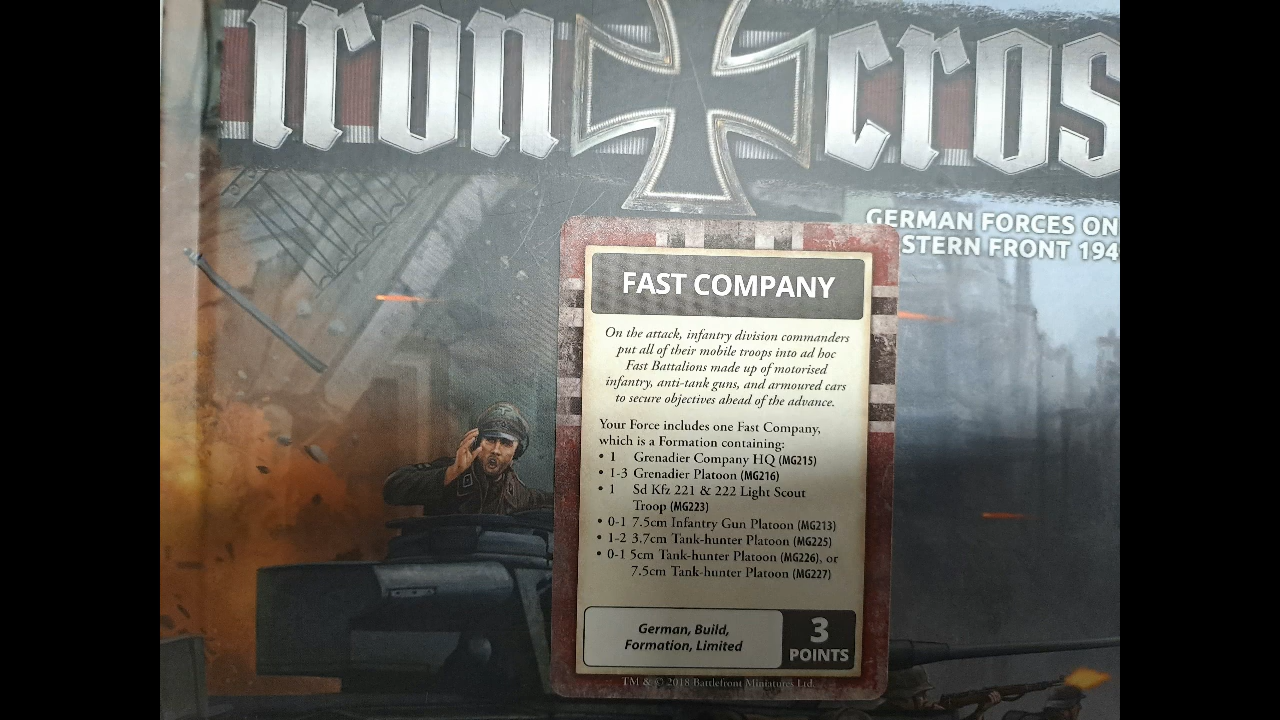 iron cros
GERMAN FORCES ON
STERN FRONT 194
FAST COMPANY
On the attack, infantry division commanders
put all of their mobile troops into ad hoc
Fast Battalions made up of motorised
infantry, anti-tank guns, and armoured cars
to secure objectives ahead of the advance.
Your Force includes one Fast Company,
which is a Formation containing:
• 1 Grenadier Company HQ (MG215)
• 1-3 Grenadier Platoon (MG216)
• 1 Sd Kfz 221 & 222 Light Scout
Troop (MG223)
• 0-1 7.5cm Infantry Gun Platoon (MG213)
• 1-2 3.7cm Tank-hunter Platoon (MG225)
• 0-1 5cm Tank-hunter Platoon (MG226), or
7.5cm Tank-hunter Platoon (MG227)
German, Build,
Formation, Limited
3
POINTS
TM & © 2018 Battlefront Miniatures Ltd.